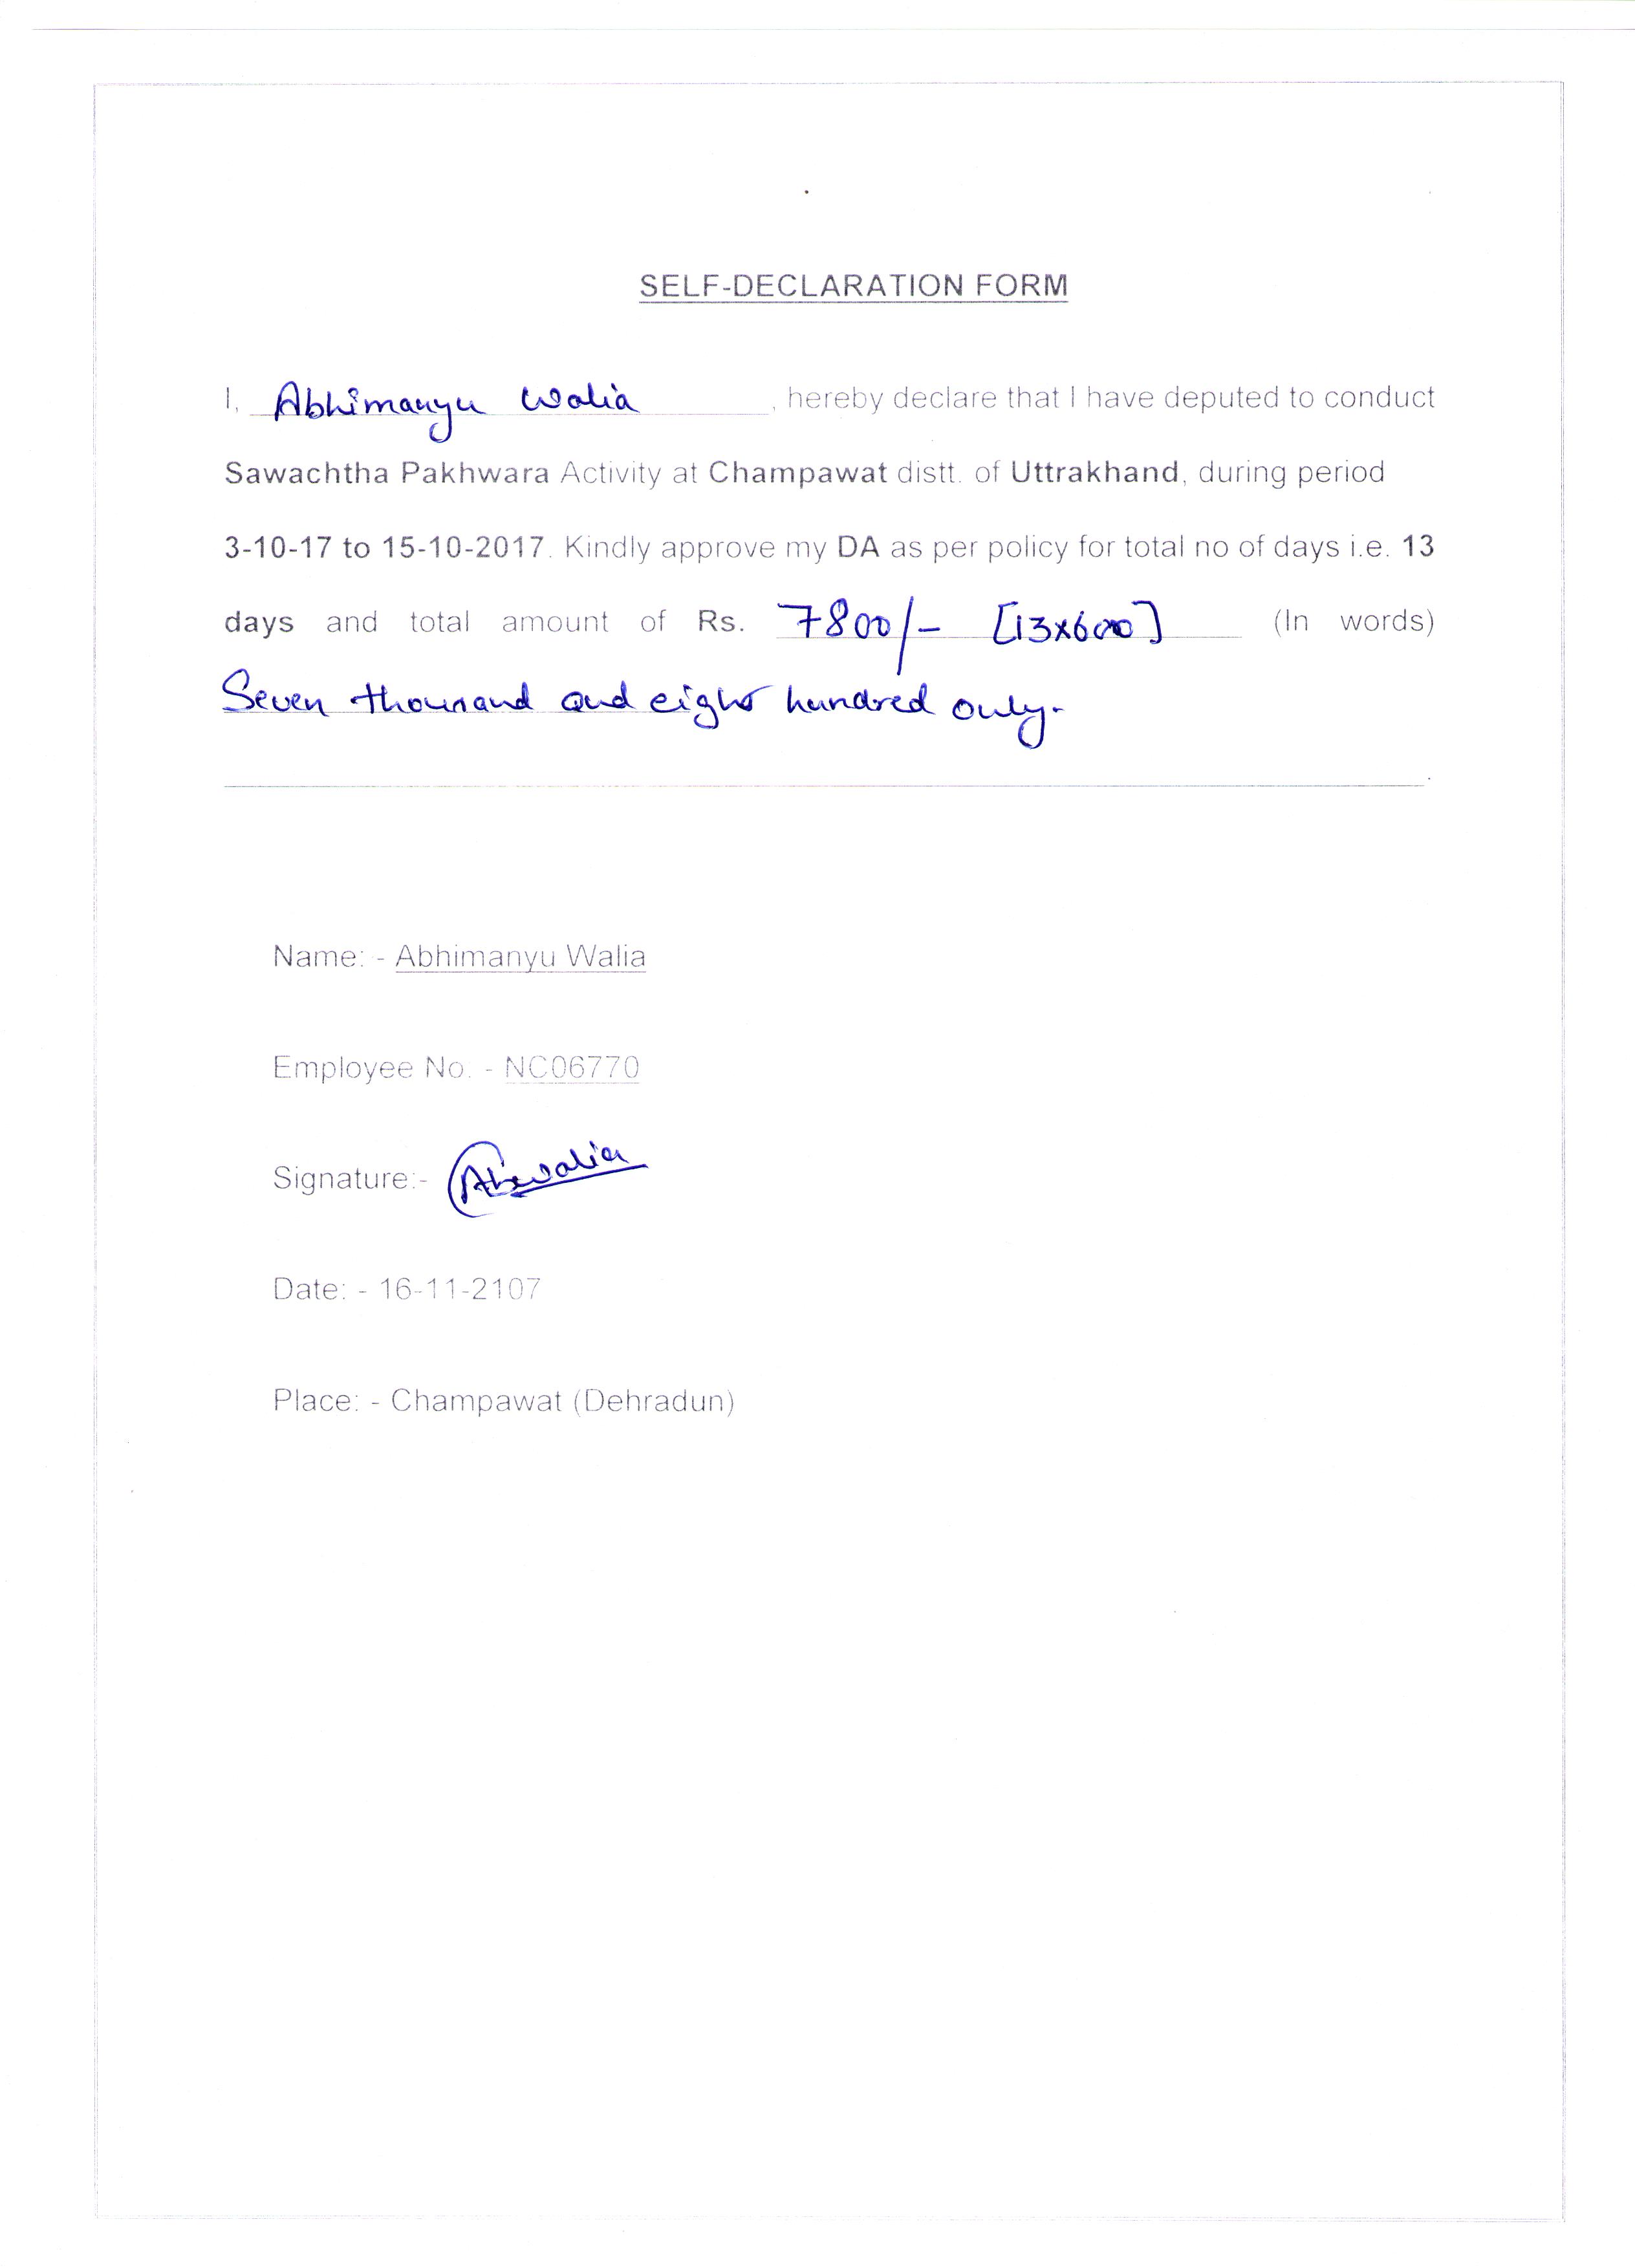 SELF-DECLARATION FORM
I, Abhimanyu Walia, hereby declare that I have deputed to conduct
Sawachtha Pakhwara Activity at Champawat distt. of Uttrakhand, during period
3-10-17 to 15-10-2017. Kindly approve my DA as per policy for total no of days i.e. 13
days and total amount of Rs. 7800/- [13x600] (In words)
Seven thousand and eight hundred only.
Name: - Abhimanyu Walia
Employee No. - NC06770
Signature:- Abwalia
Date: - 16-11-2107
Place: - Champawat (Dehradun)